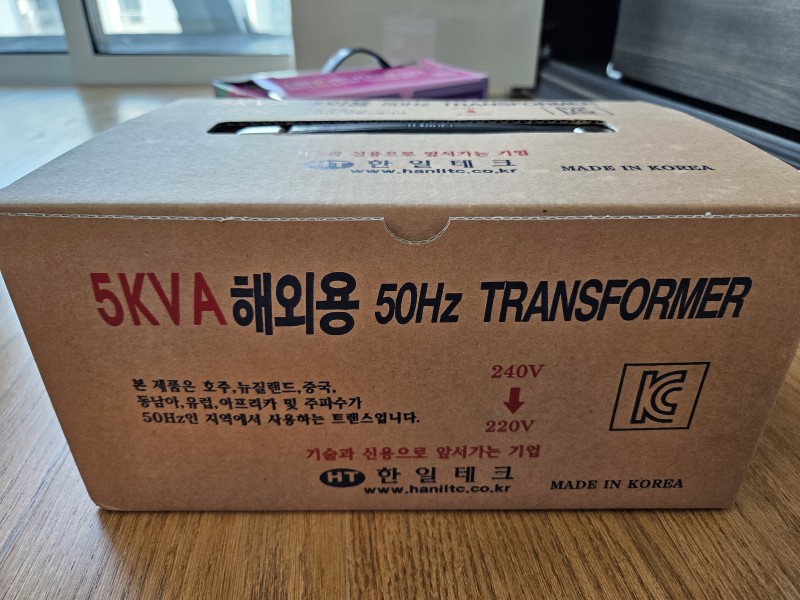 50Hz TRANSFORMER
기술과 신용으로 앞서가는 기업
HT 한일테크
www.haniltc.co.kr
MADE IN KOREA
5KVA 해외용 50Hz TRANSFORMER
본 제품은 호주,뉴질랜드,중국,
동남아,유럽,아프리카 및 주파수가
50Hz인 지역에서 사용하는 트랜스입니다.
240V
220V
기술과 신용으로 앞서가는 기업
HT 한일테크
www.haniltc.co.kr
MADE IN KOREA